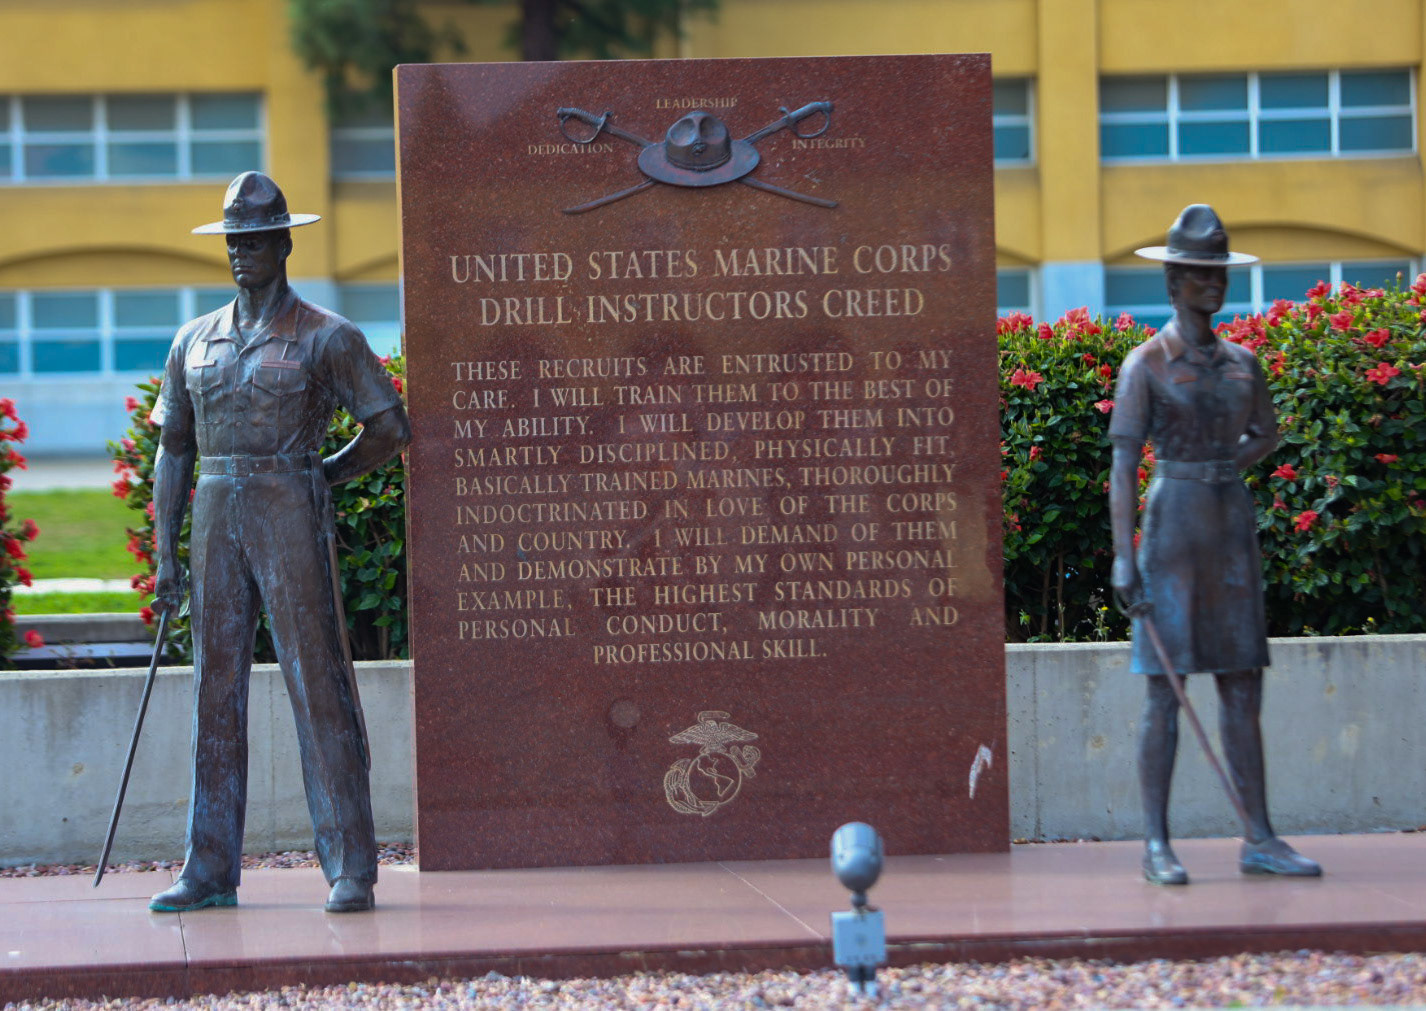 LEADERSHIP
DEDICATION INTEGRITY
UNITED STATES MARINE CORPS
DRILL INSTRUCTORS CREED
THESE RECRUITS ARE ENTRUSTED TO MY
CARE. I WILL TRAIN THEM TO THE BEST OF
MY ABILITY. I WILL DEVELOP THEM INTO
SMARTLY DISCIPLINED, PHYSICALLY FIT,
BASICALLY TRAINED MARINES, THOROUGHLY
INDOCTRINATED IN LOVE OF THE CORPS
AND COUNTRY. I WILL DEMAND OF THEM
AND DEMONSTRATE BY MY OWN PERSONAL
EXAMPLE, THE HIGHEST STANDARDS OF
PERSONAL CONDUCT, MORALITY AND
PROFESSIONAL SKILL.